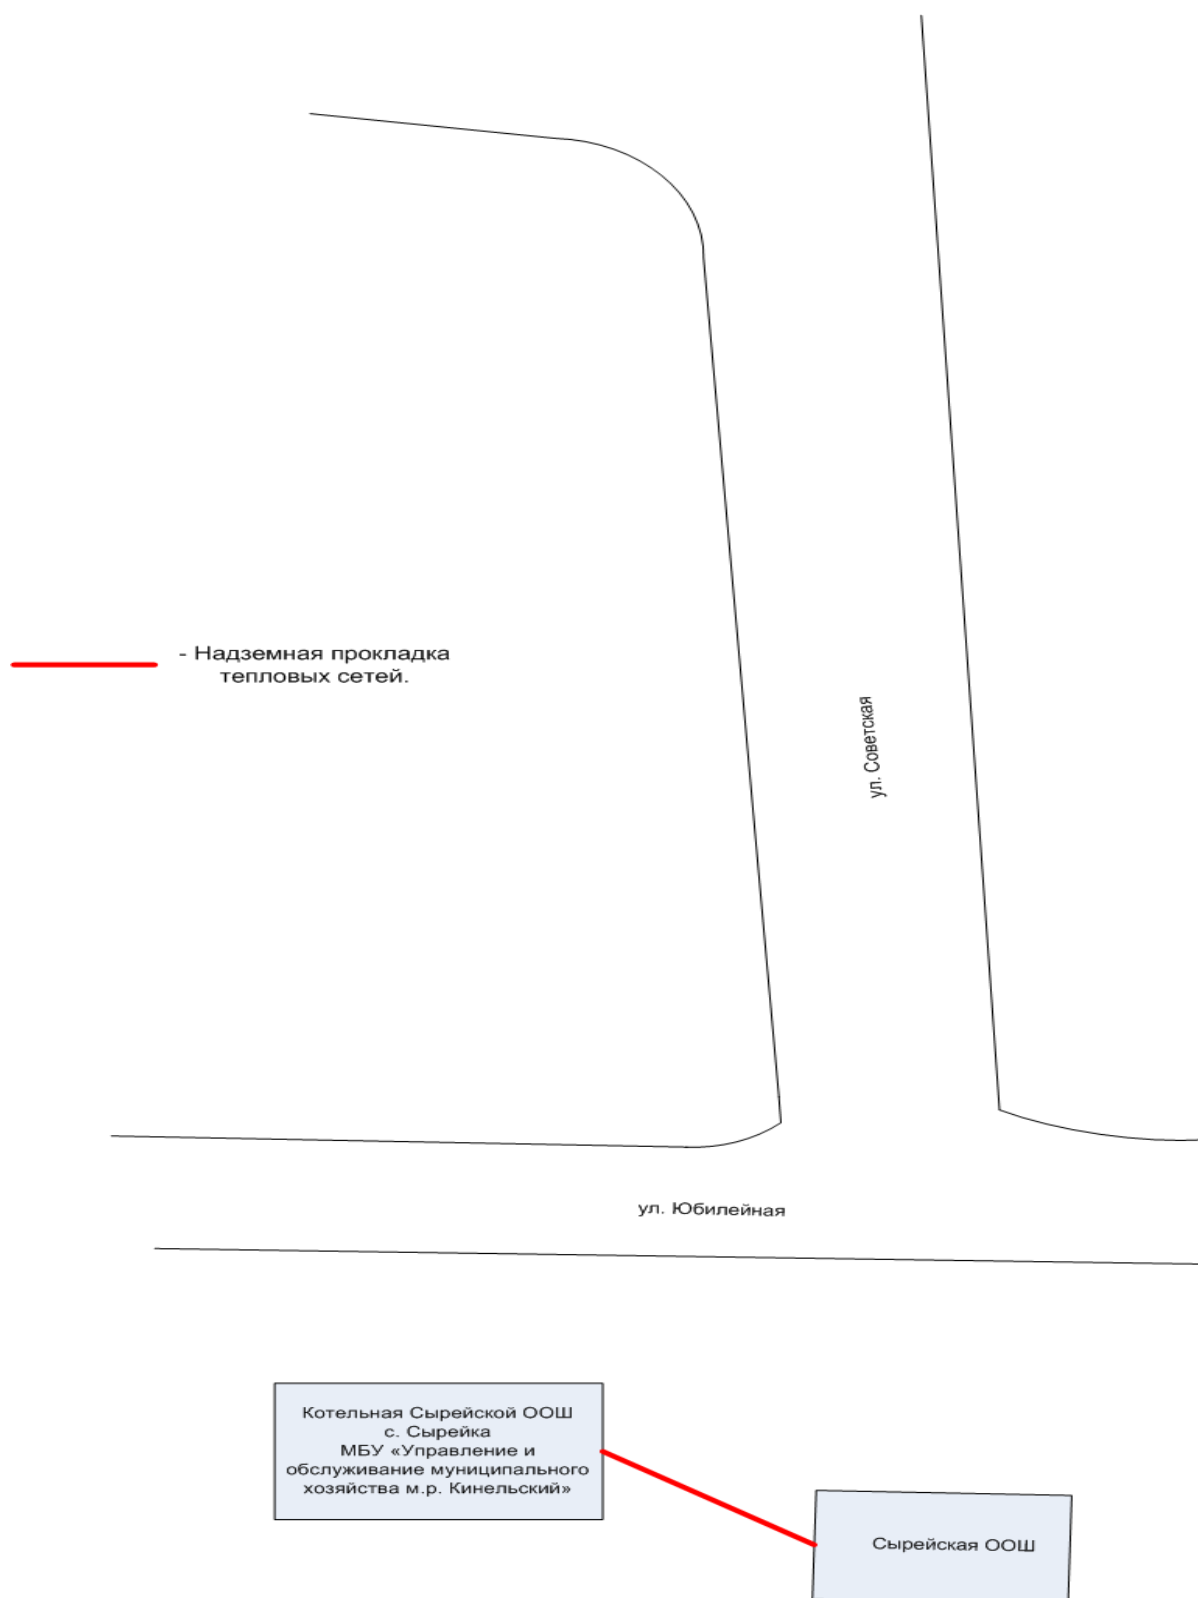 - Надземная прокладка
тепловых сетей.
ул. Советская
ул. Юбилейная
Котельная Сырейской ООШ
с. Сырейка
МБУ «Управление и
обслуживание муниципального
хозяйства м.р. Кинельский»
Сырейская ООШ